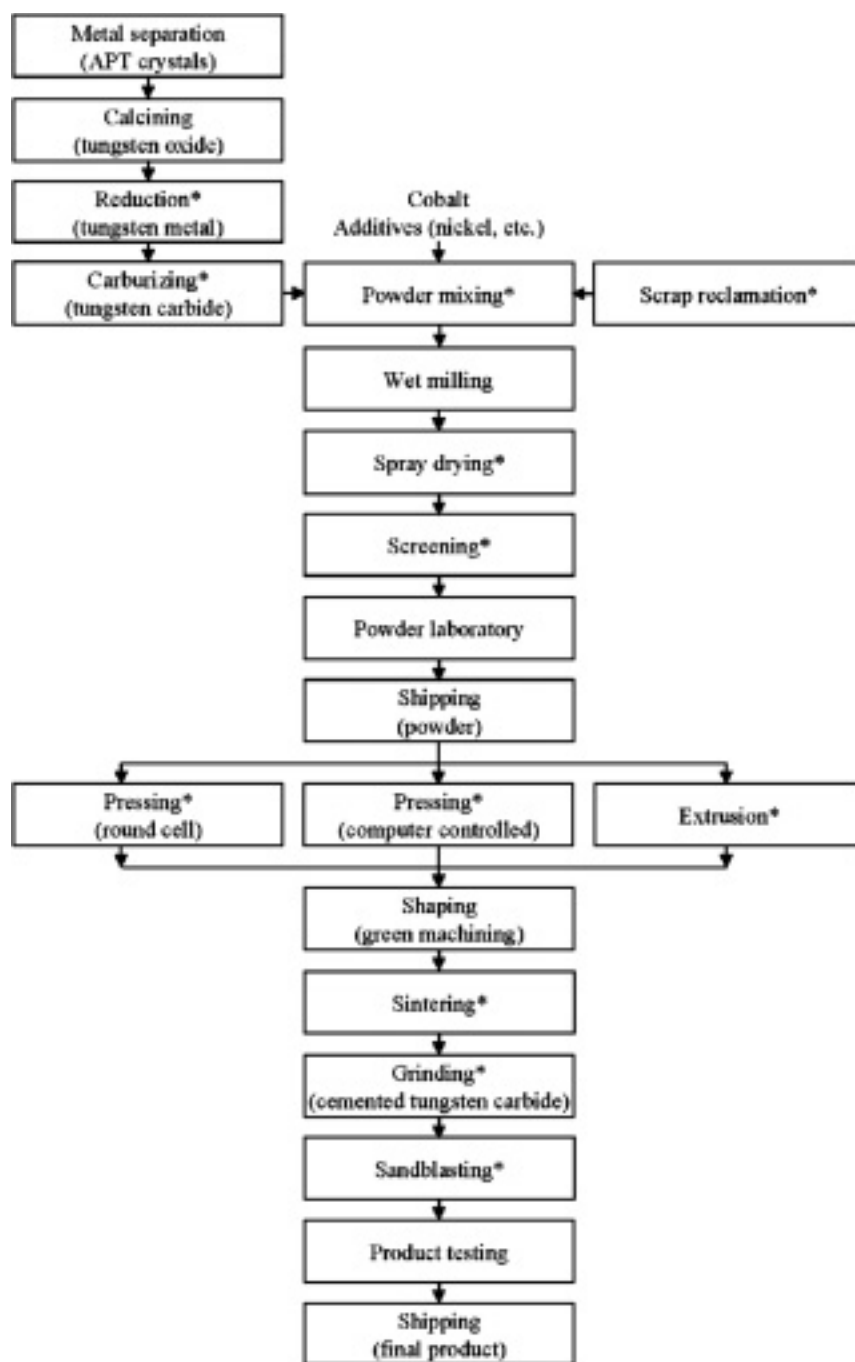 Metal separation
(APT crystals)
Calcining
(tungsten oxide)
Reduction*
(tungsten metal)
Cobalt
Additives (nickel, etc.)
Carburizing*
(tungsten carbide)
Powder mixing*
Scrap reclamation*
Wet milling
Spray drying*
Screening*
Powder laboratory
Shipping
(powder)
Pressing*
(round cell)
Pressing*
(computer controlled)
Extrusion*
Shaping
(green machining)
Sintering*
Grinding*
(cemented tungsten carbide)
Sandblasting*
Product testing
Shipping
(final product)